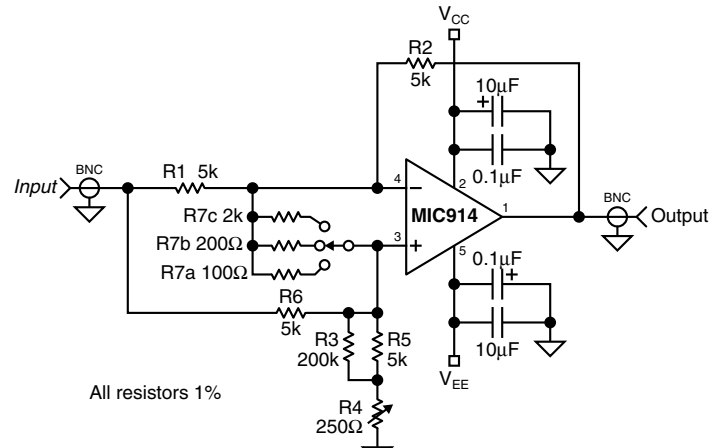 V_CC
R2
5k
10µF
+
0.1µF
BNC
Input
R1 5k
4
−
2
MIC914
1
BNC
Output
R7c 2k
R7b 200Ω
R7a 100Ω
3
+
5
0.1µF
+
10µF
R6
5k
R3
200k
R5
5k
V_EE
All resistors 1%
R4
250Ω